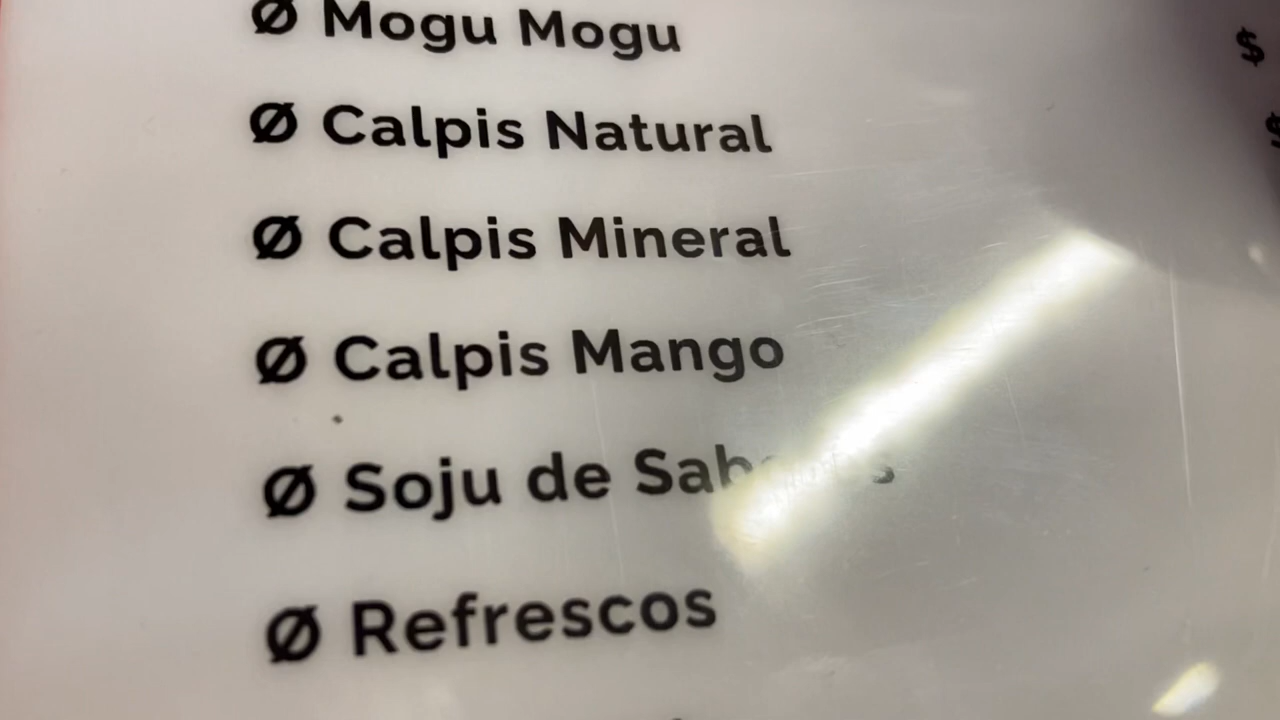 Ø Mogu Mogu $
Ø Calpis Natural $
Ø Calpis Mineral
Ø Calpis Mango
Ø Soju de
Ø Refrescos